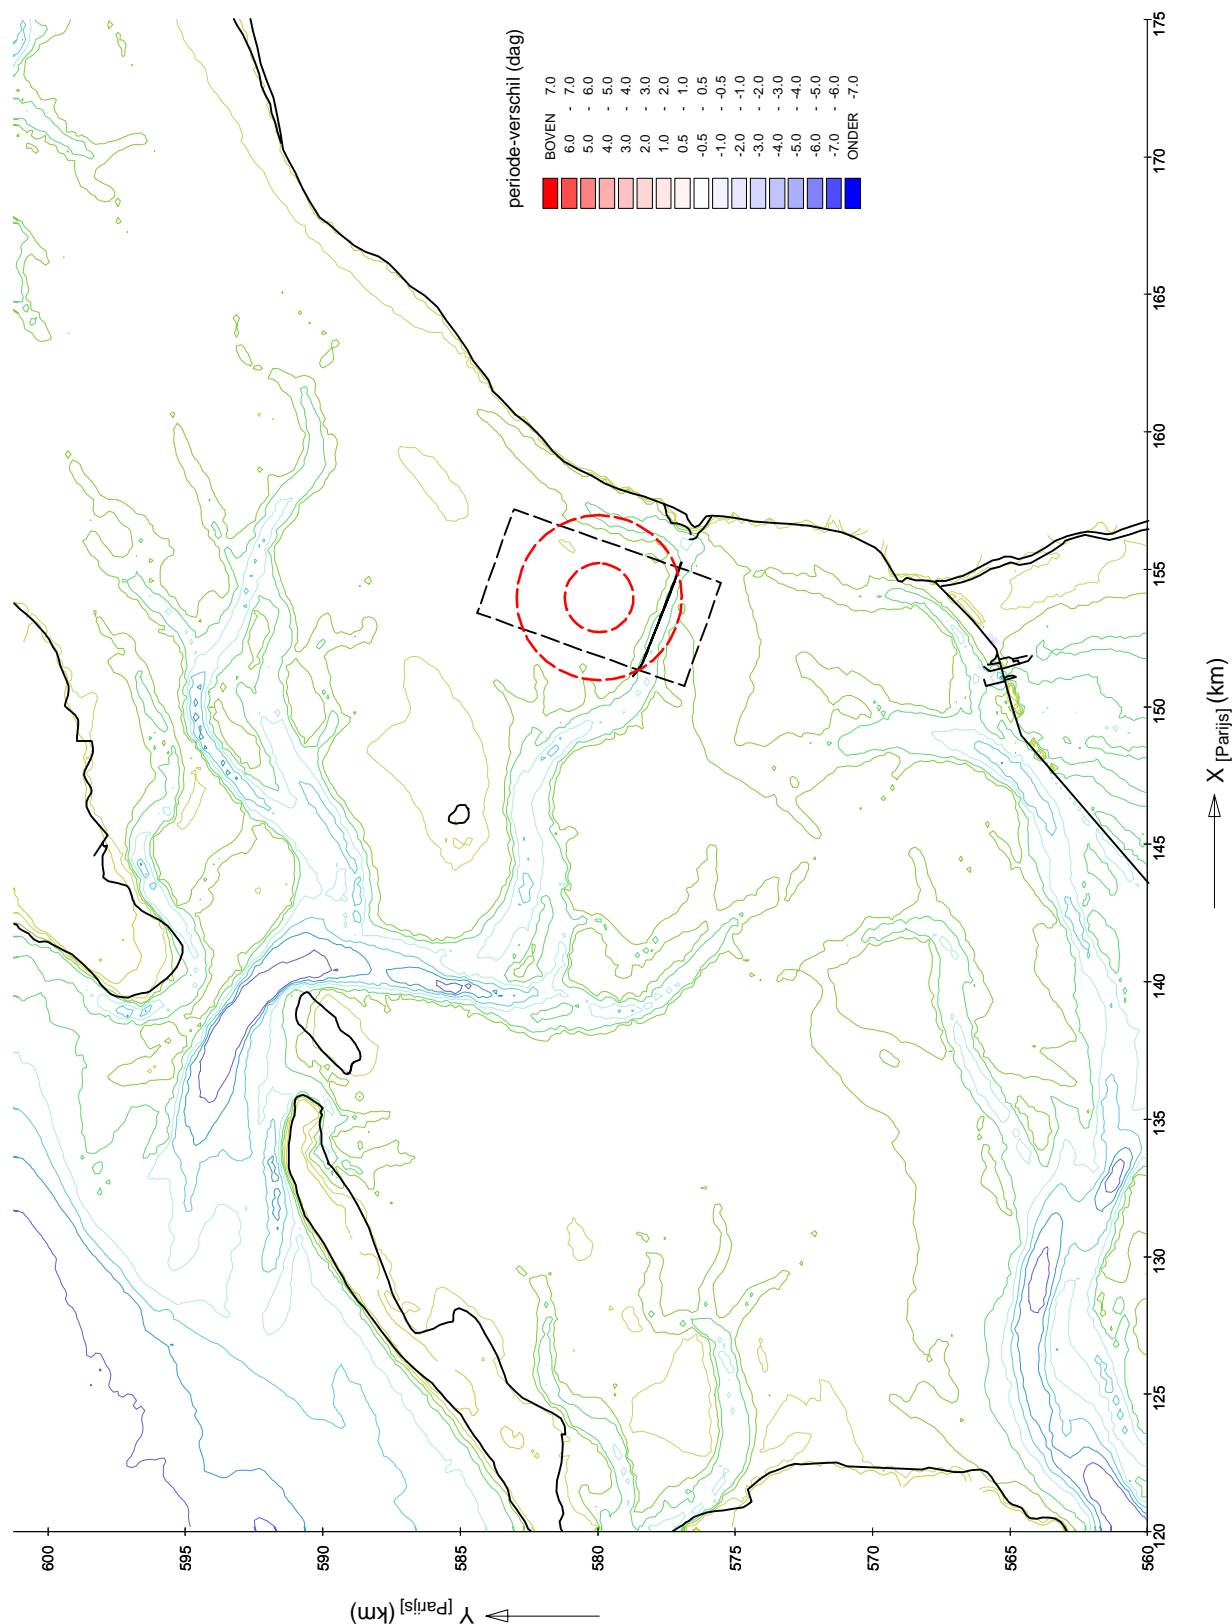 periode-verschil (dag)
BOVEN 7.0
6.0 - 7.0
5.0 - 6.0
4.0 - 5.0
3.0 - 4.0
2.0 - 3.0
1.0 - 2.0
0.5 - 1.0
-0.5 - 0.5
-1.0 - -0.5
-2.0 - -1.0
-3.0 - -2.0
-4.0 - -3.0
-5.0 - -4.0
-6.0 - -5.0
-7.0 - -6.0
ONDER -7.0
600
595
590
585
580
575
570
565
560
Y [Parijs] (km)
120
125
130
135
140
145
150
155
160
165
170
175
X [Parijs] (km)